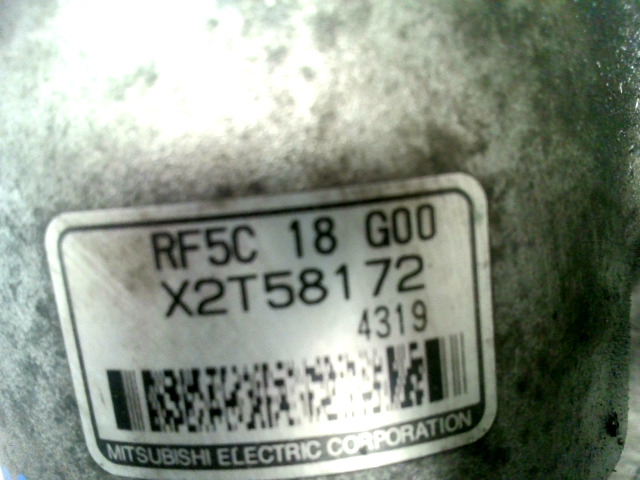 RF5C 18 G00
X2T58172
4319
MITSUBISHI ELECTRIC CORPORATION